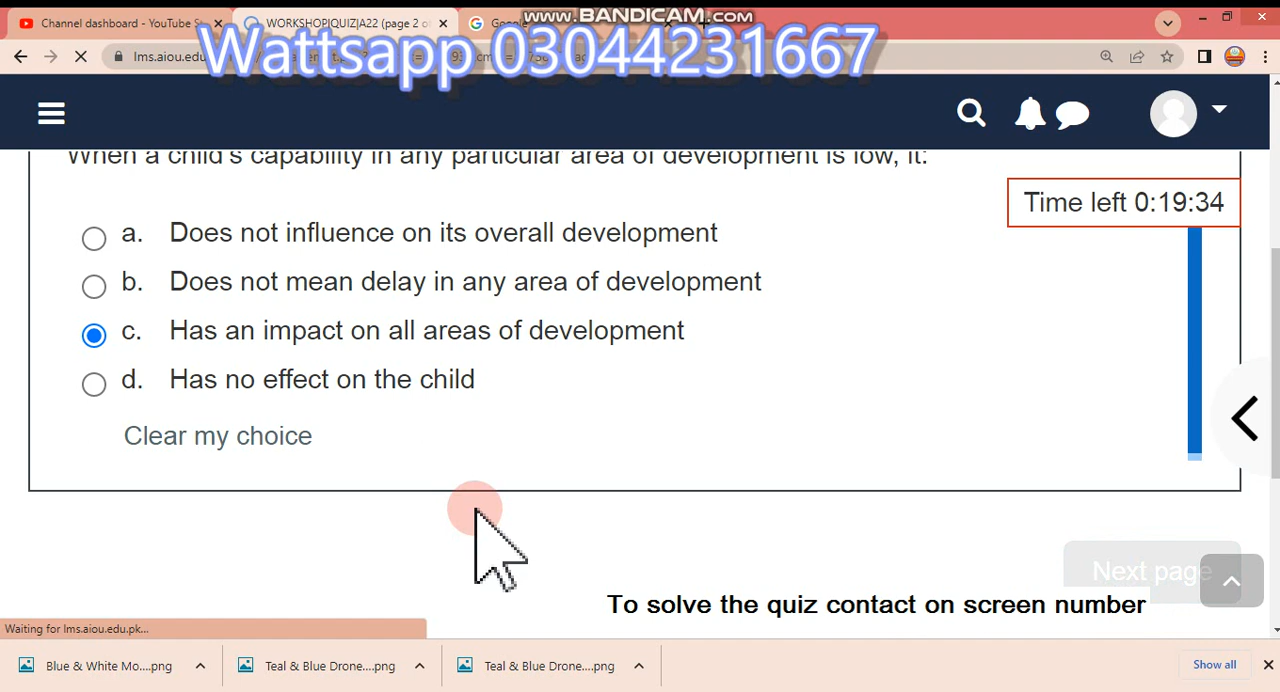 www.BANDICAM.com
Channel dashboard - YouTube S
WORKSHOP|QUIZ|A22 (page 2 o
Goo
Wattsapp 03044231667
lms.aiou.edu
When a child's capability in any particular area of development is low, it:
Time left 0:19:34
a. Does not influence on its overall development
b. Does not mean delay in any area of development
c. Has an impact on all areas of development
d. Has no effect on the child
Clear my choice
Next page
To solve the quiz contact on screen number
Waiting for lms.aiou.edu.pk...
Blue & White Mo....png
Teal & Blue Drone....png
Teal & Blue Drone....png
Show all